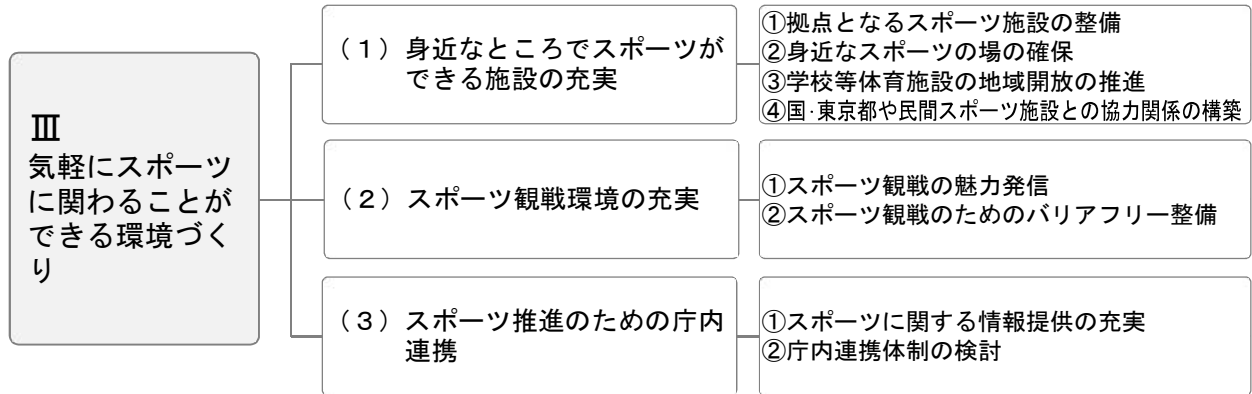 Ⅲ
気軽にスポーツ
に関わることが
できる環境づく
り
（１）身近なところでスポーツが
できる施設の充実
①拠点となるスポーツ施設の整備
②身近なスポーツの場の確保
③学校等体育施設の地域開放の推進
④国･東京都や民間スポーツ施設との協力関係の構築
（２）スポーツ観戦環境の充実
①スポーツ観戦の魅力発信
②スポーツ観戦のためのバリアフリー整備
（３）スポーツ推進のための庁内
連携
①スポーツに関する情報提供の充実
②庁内連携体制の検討